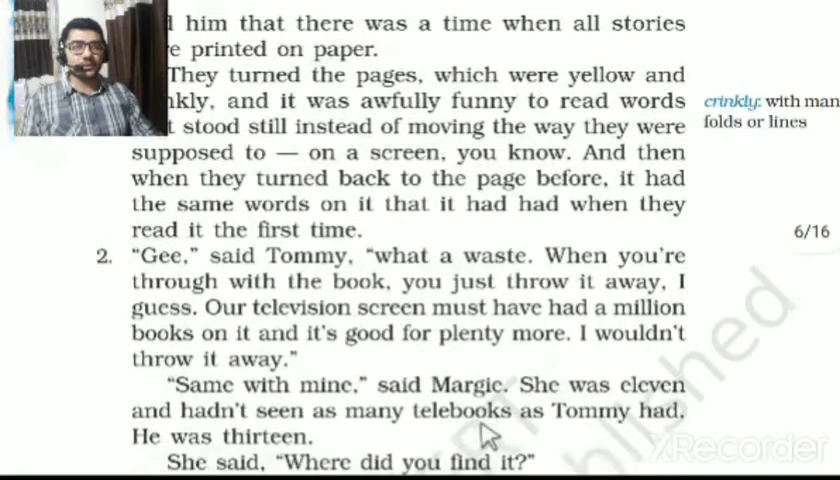 him that there was a time when all stories
printed on paper.
They turned the pages, which were yellow and
and it was awfully funny to read words
stood still instead of moving the way they were
supposed to — on a screen, you know. And then
when they turned back to the page before, it had
the same words on it that it had had when they
read it the first time.
2. “Gee,” said Tommy, “what a waste. When you're
through with the book, you just throw it away, I
guess. Our television screen must have had a million
books on it and it's good for plenty more. I wouldn't
throw it away.”
“Same with mine,” said Margie. She was eleven
and hadn't seen as many telebooks as Tommy had.
He was thirteen.
She said, “Where did you find it?”
crinkly: with
folds or lines
6/16
XRecorder